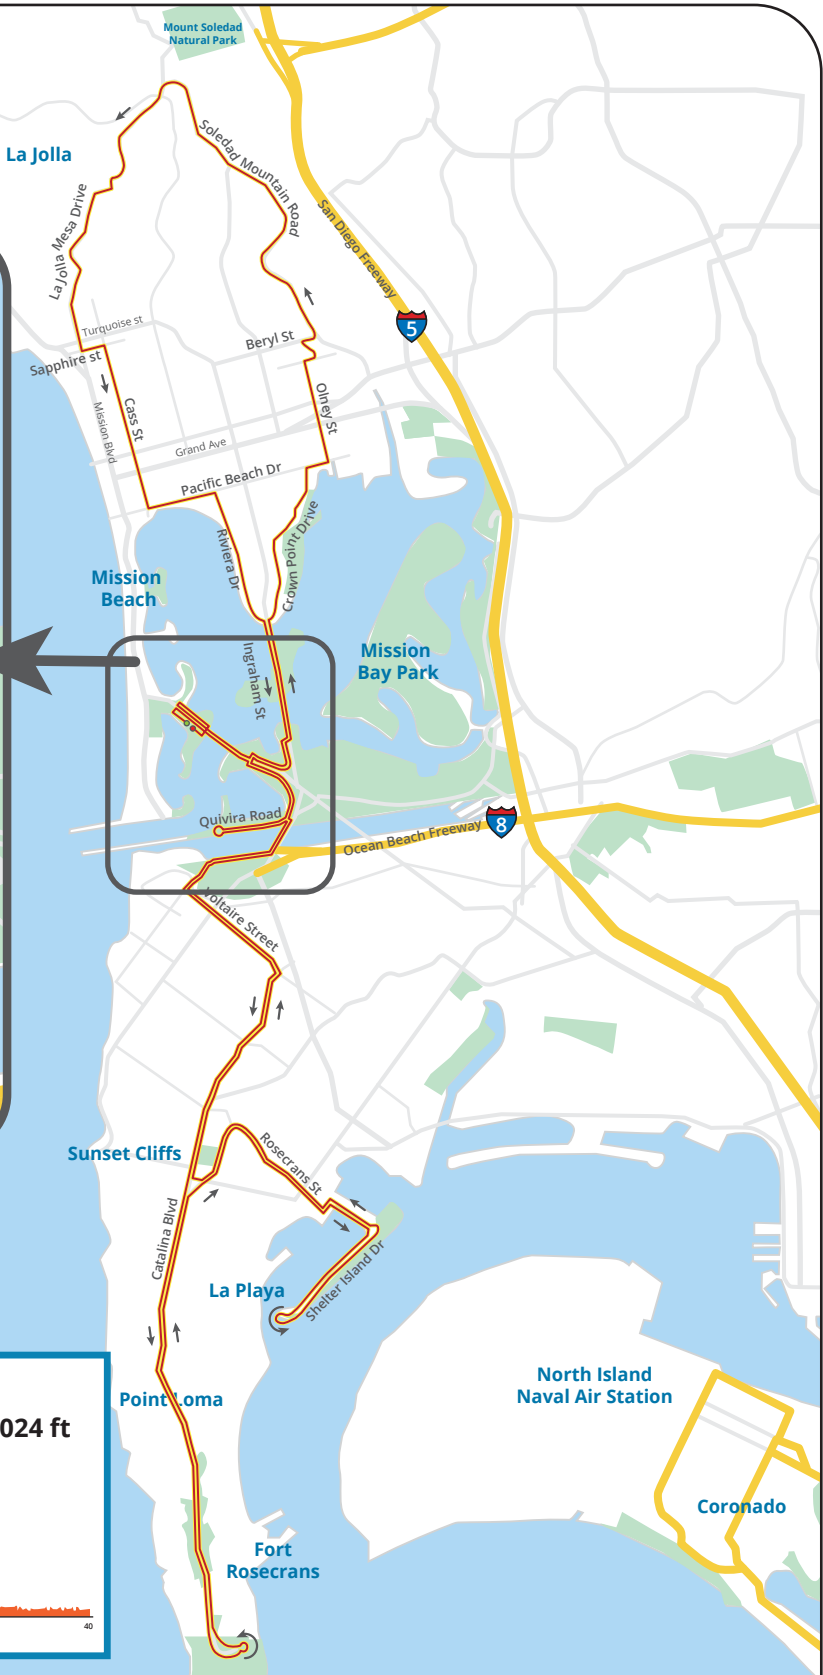 Mount Soledad
Natural Park
La Jolla
Soledad Mountain Road
La Jolla Mesa Drive
San Diego Freeway
5
Turquoise st
Beryl St
Sapphire st
Mission Blvd
Cass St
Olney St
Grand Ave
Pacific Beach Dr
Riviera Dr
Crown Point Drive
Mission
Beach
Mission
Bay Park
Ingraham St
Quivira Road
Ocean Beach Freeway
8
Voltaire Street
Sunset Cliffs
Rosecrans St
Catalina Blvd
La Playa
Shelter Island Dr
Point Loma
North Island
Naval Air Station
024 ft
Coronado
Fort
Rosecrans
40